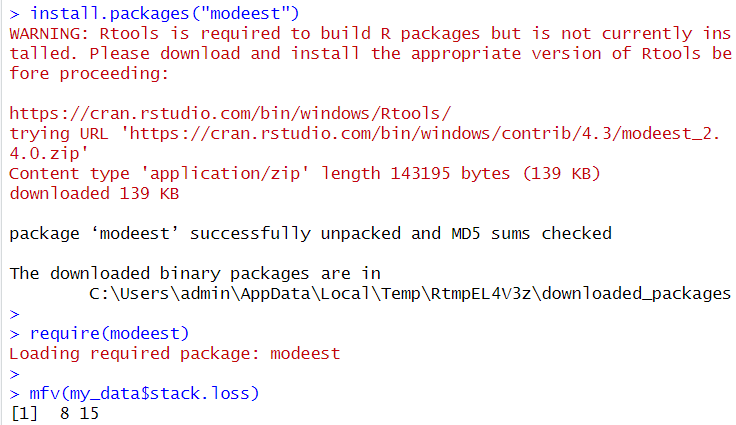 > install.packages("modeest")
WARNING: Rtools is required to build R packages but is not currently ins
talled. Please download and install the appropriate version of Rtools be
fore proceeding:
https://cran.rstudio.com/bin/windows/Rtools/
trying URL 'https://cran.rstudio.com/bin/windows/contrib/4.3/modeest_2.
4.0.zip'
Content type 'application/zip' length 143195 bytes (139 KB)
downloaded 139 KB
package ‘modeest’ successfully unpacked and MD5 sums checked
The downloaded binary packages are in
        C:\Users\admin\AppData\Local\Temp\RtmpEL4V3z\downloaded_packages
>
> require(modeest)
Loading required package: modeest
>
> mfv(my_data$stack.loss)
[1]  8 15